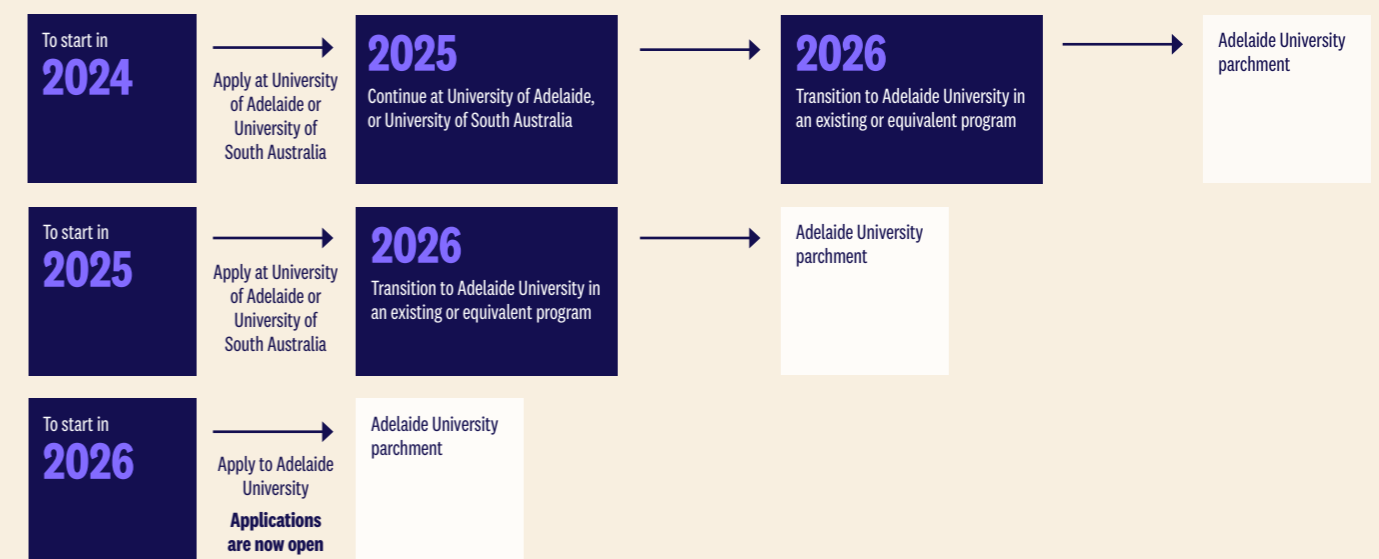 To start in
2024
Apply at University
of Adelaide or
University of
South Australia
2025
Continue at University of Adelaide,
or University of South Australia
2026
Transition to Adelaide University in
an existing or equivalent program
Adelaide University
parchment
To start in
2025
Apply at University
of Adelaide or
University of
South Australia
2026
Transition to Adelaide University in
an existing or equivalent program
Adelaide University
parchment
To start in
2026
Apply to Adelaide
University
Applications
are now open
Adelaide University
parchment